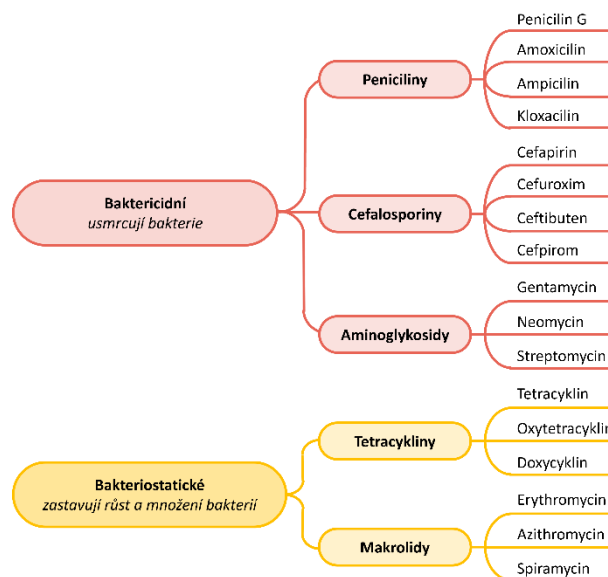 Baktericidní
usmrcují bakterie
Peniciliny
Penicilin G
Amoxicilin
Ampicilin
Kloxacilin
Cefalosporiny
Cefapirin
Cefuroxim
Ceftibuten
Cefpirom
Aminoglykosidy
Gentamycin
Neomycin
Streptomycin
Bakteriostatické
zastavují růst a množení bakterií
Tetracykliny
Tetracyklin
Oxytetracyklin
Doxycyklin
Makrolidy
Erythromycin
Azithromycin
Spiramycin